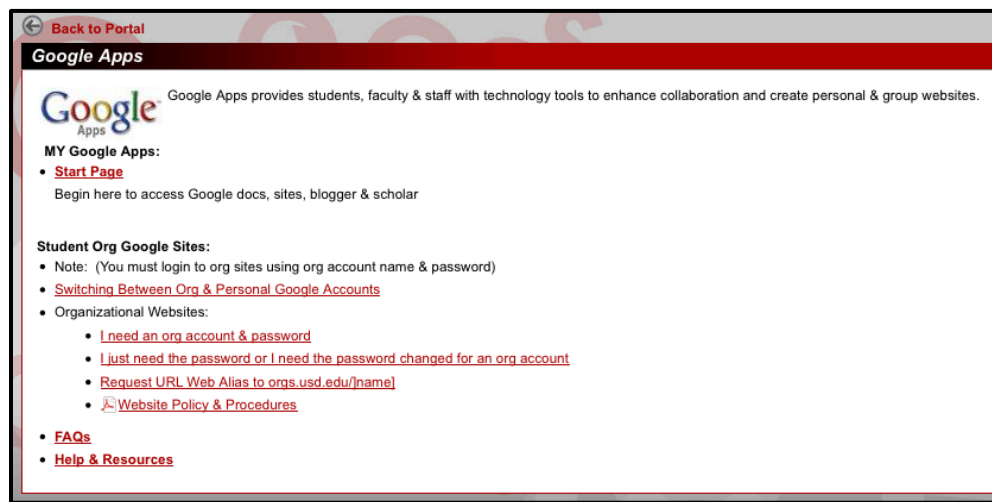 Back to Portal
Google Apps
Google Apps
Google Apps provides students, faculty & staff with technology tools to enhance collaboration and create personal & group websites.
MY Google Apps:
• Start Page
Begin here to access Google docs, sites, blogger & scholar
Student Org Google Sites:
• Note: (You must login to org sites using org account name & password)
• Switching Between Org & Personal Google Accounts
• Organizational Websites:
• I need an org account & password
• I just need the password or I need the password changed for an org account
• Request URL Web Alias to orgs.usd.edu/]name]
• Website Policy & Procedures
• FAQs
• Help & Resources